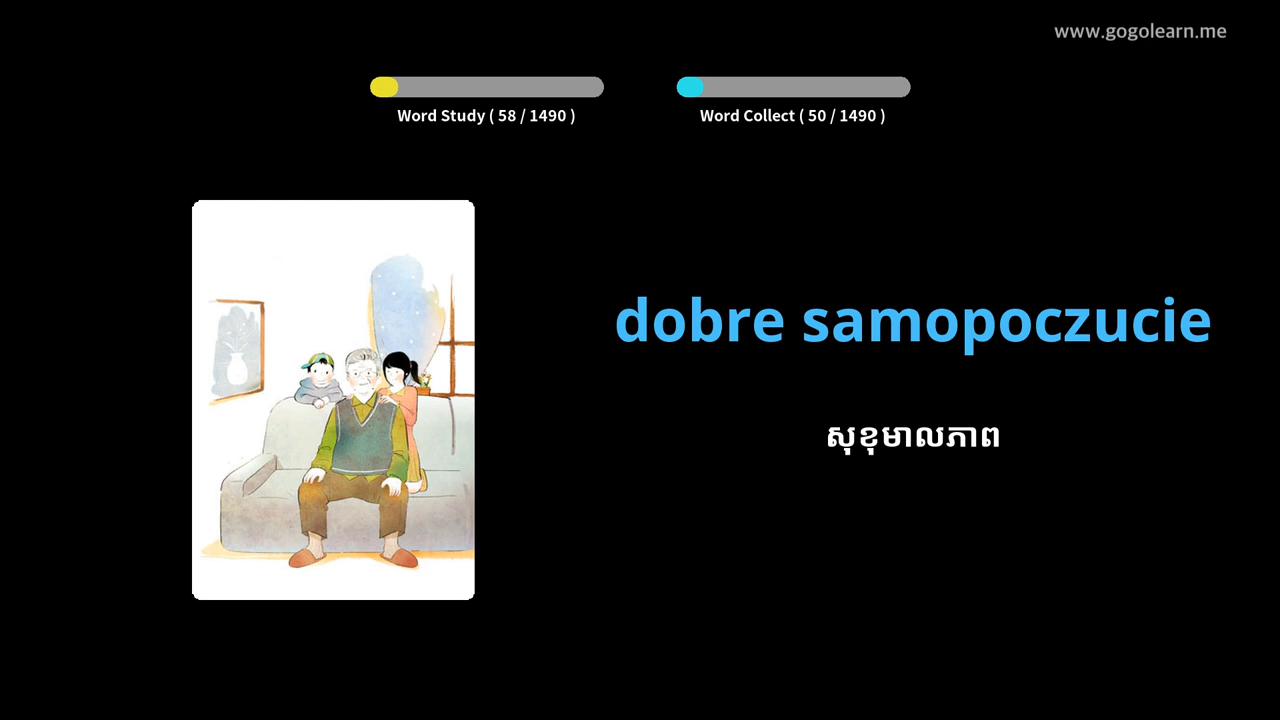 www.gogolearn.me
Word Study ( 58 / 1490 )
Word Collect ( 50 / 1490 )
dobre samopoczucie
សុខុមាលភាព